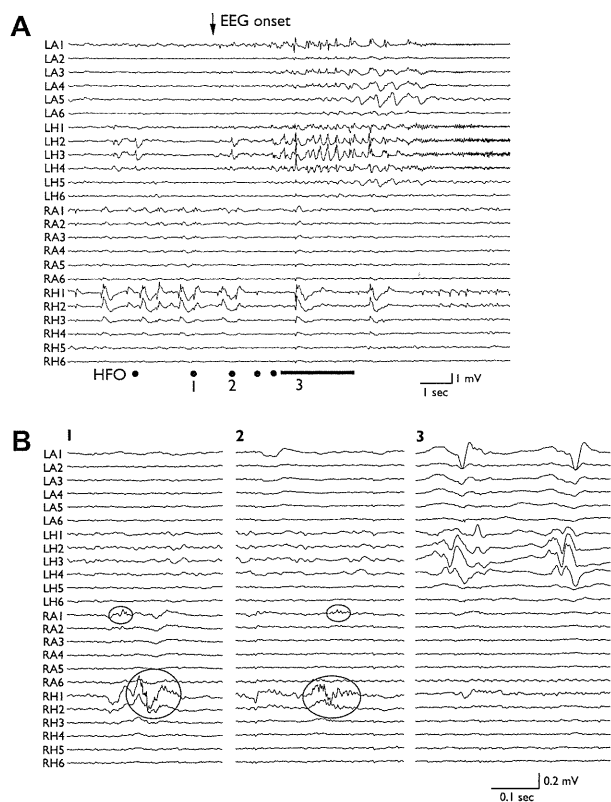 A
EEG onset
LA1
LA2
LA3
LA4
LA5
LA6
LH1
LH2
LH3
LH4
LH5
LH6
RA1
RA2
RA3
RA4
RA5
RA6
RH1
RH2
RH3
RH4
RH5
RH6
HFO
1 2 3
1 mV
1 sec
B
1 2 3
LA1
LA2
LA3
LA4
LA5
LA6
LH1
LH2
LH3
LH4
LH5
LH6
RA1
RA2
RA3
RA4
RA5
RA6
RH1
RH2
RH3
RH4
RH5
RH6
0.2 mV
0.1 sec